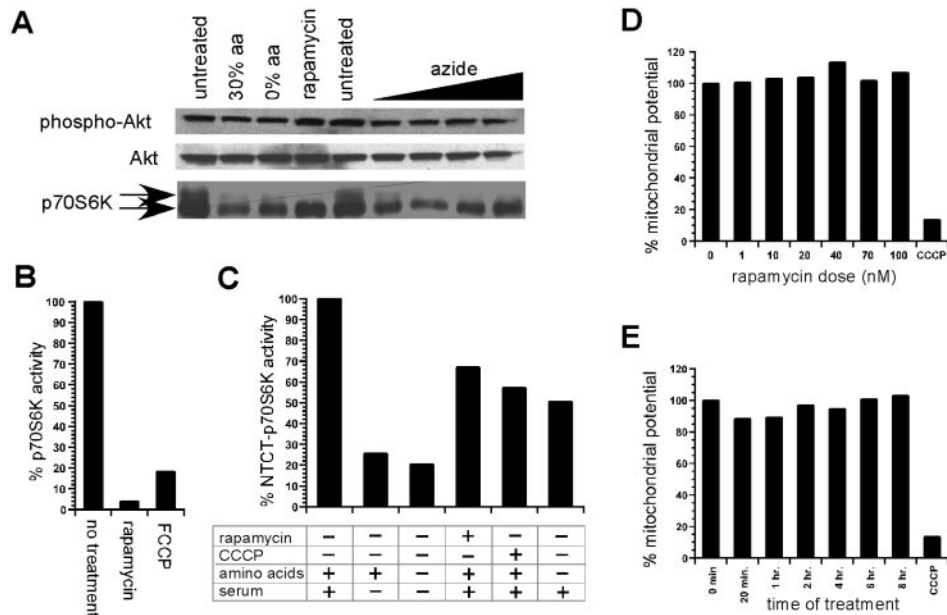 A
untreated
30% aa
0% aa
rapamycin
untreated
azide
phospho-Akt
Akt
p70S6K
B
% p70S6K activity
100
90
80
70
60
50
40
30
20
10
0
no treatment
rapamycin
FCCP
C
% NTCT-p70S6K activity
100
90
80
70
60
50
40
30
20
10
0
rapamycin − − − + − −
CCCP − − − − + −
amino acids + + − + + −
serum + − − + + +
D
% mitochondrial potential
120
100
80
60
40
20
0
0 1 10 20 40 70 100 CCCP
rapamycin dose (nM)
E
% mitochondrial potential
120
100
80
60
40
20
0
0 min.
20 min.
1 hr.
2 hr.
4 hr.
6 hr.
8 hr.
CCCP
time of treatment